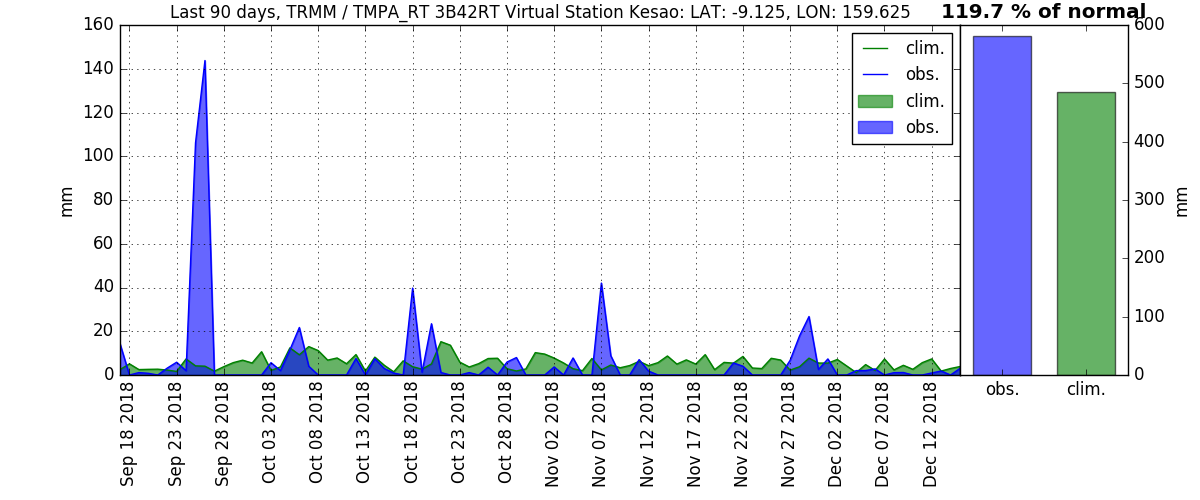 Last 90 days, TRMM / TMPA_RT 3B42RT Virtual Station Kesao: LAT: -9.125, LON: 159.625
119.7 % of normal
160
140
120
100
80
60
40
20
0
mm
clim.
obs.
clim.
obs.
600
500
400
300
200
100
0
mm
Sep 18 2018
Sep 23 2018
Sep 28 2018
Oct 03 2018
Oct 08 2018
Oct 13 2018
Oct 18 2018
Oct 23 2018
Oct 28 2018
Nov 02 2018
Nov 07 2018
Nov 12 2018
Nov 17 2018
Nov 22 2018
Nov 27 2018
Dec 02 2018
Dec 07 2018
Dec 12 2018
obs.
clim.